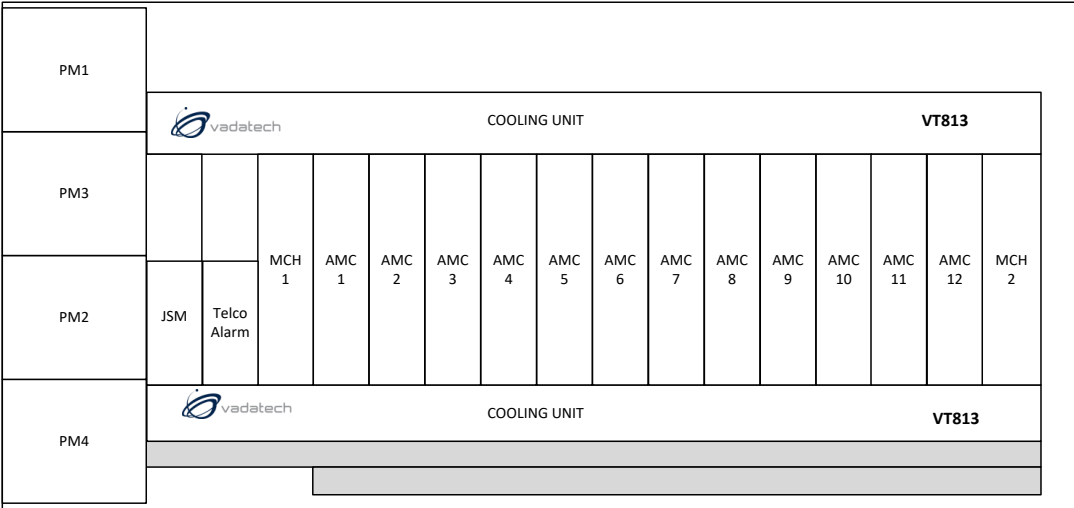 PM1
vadatech
COOLING UNIT
VT813
PM3
MCH
1
AMC
1
AMC
2
AMC
3
AMC
4
AMC
5
AMC
6
AMC
7
AMC
8
AMC
9
AMC
10
AMC
11
AMC
12
MCH
2
PM2
JSM
Telco
Alarm
vadatech
COOLING UNIT
VT813
PM4